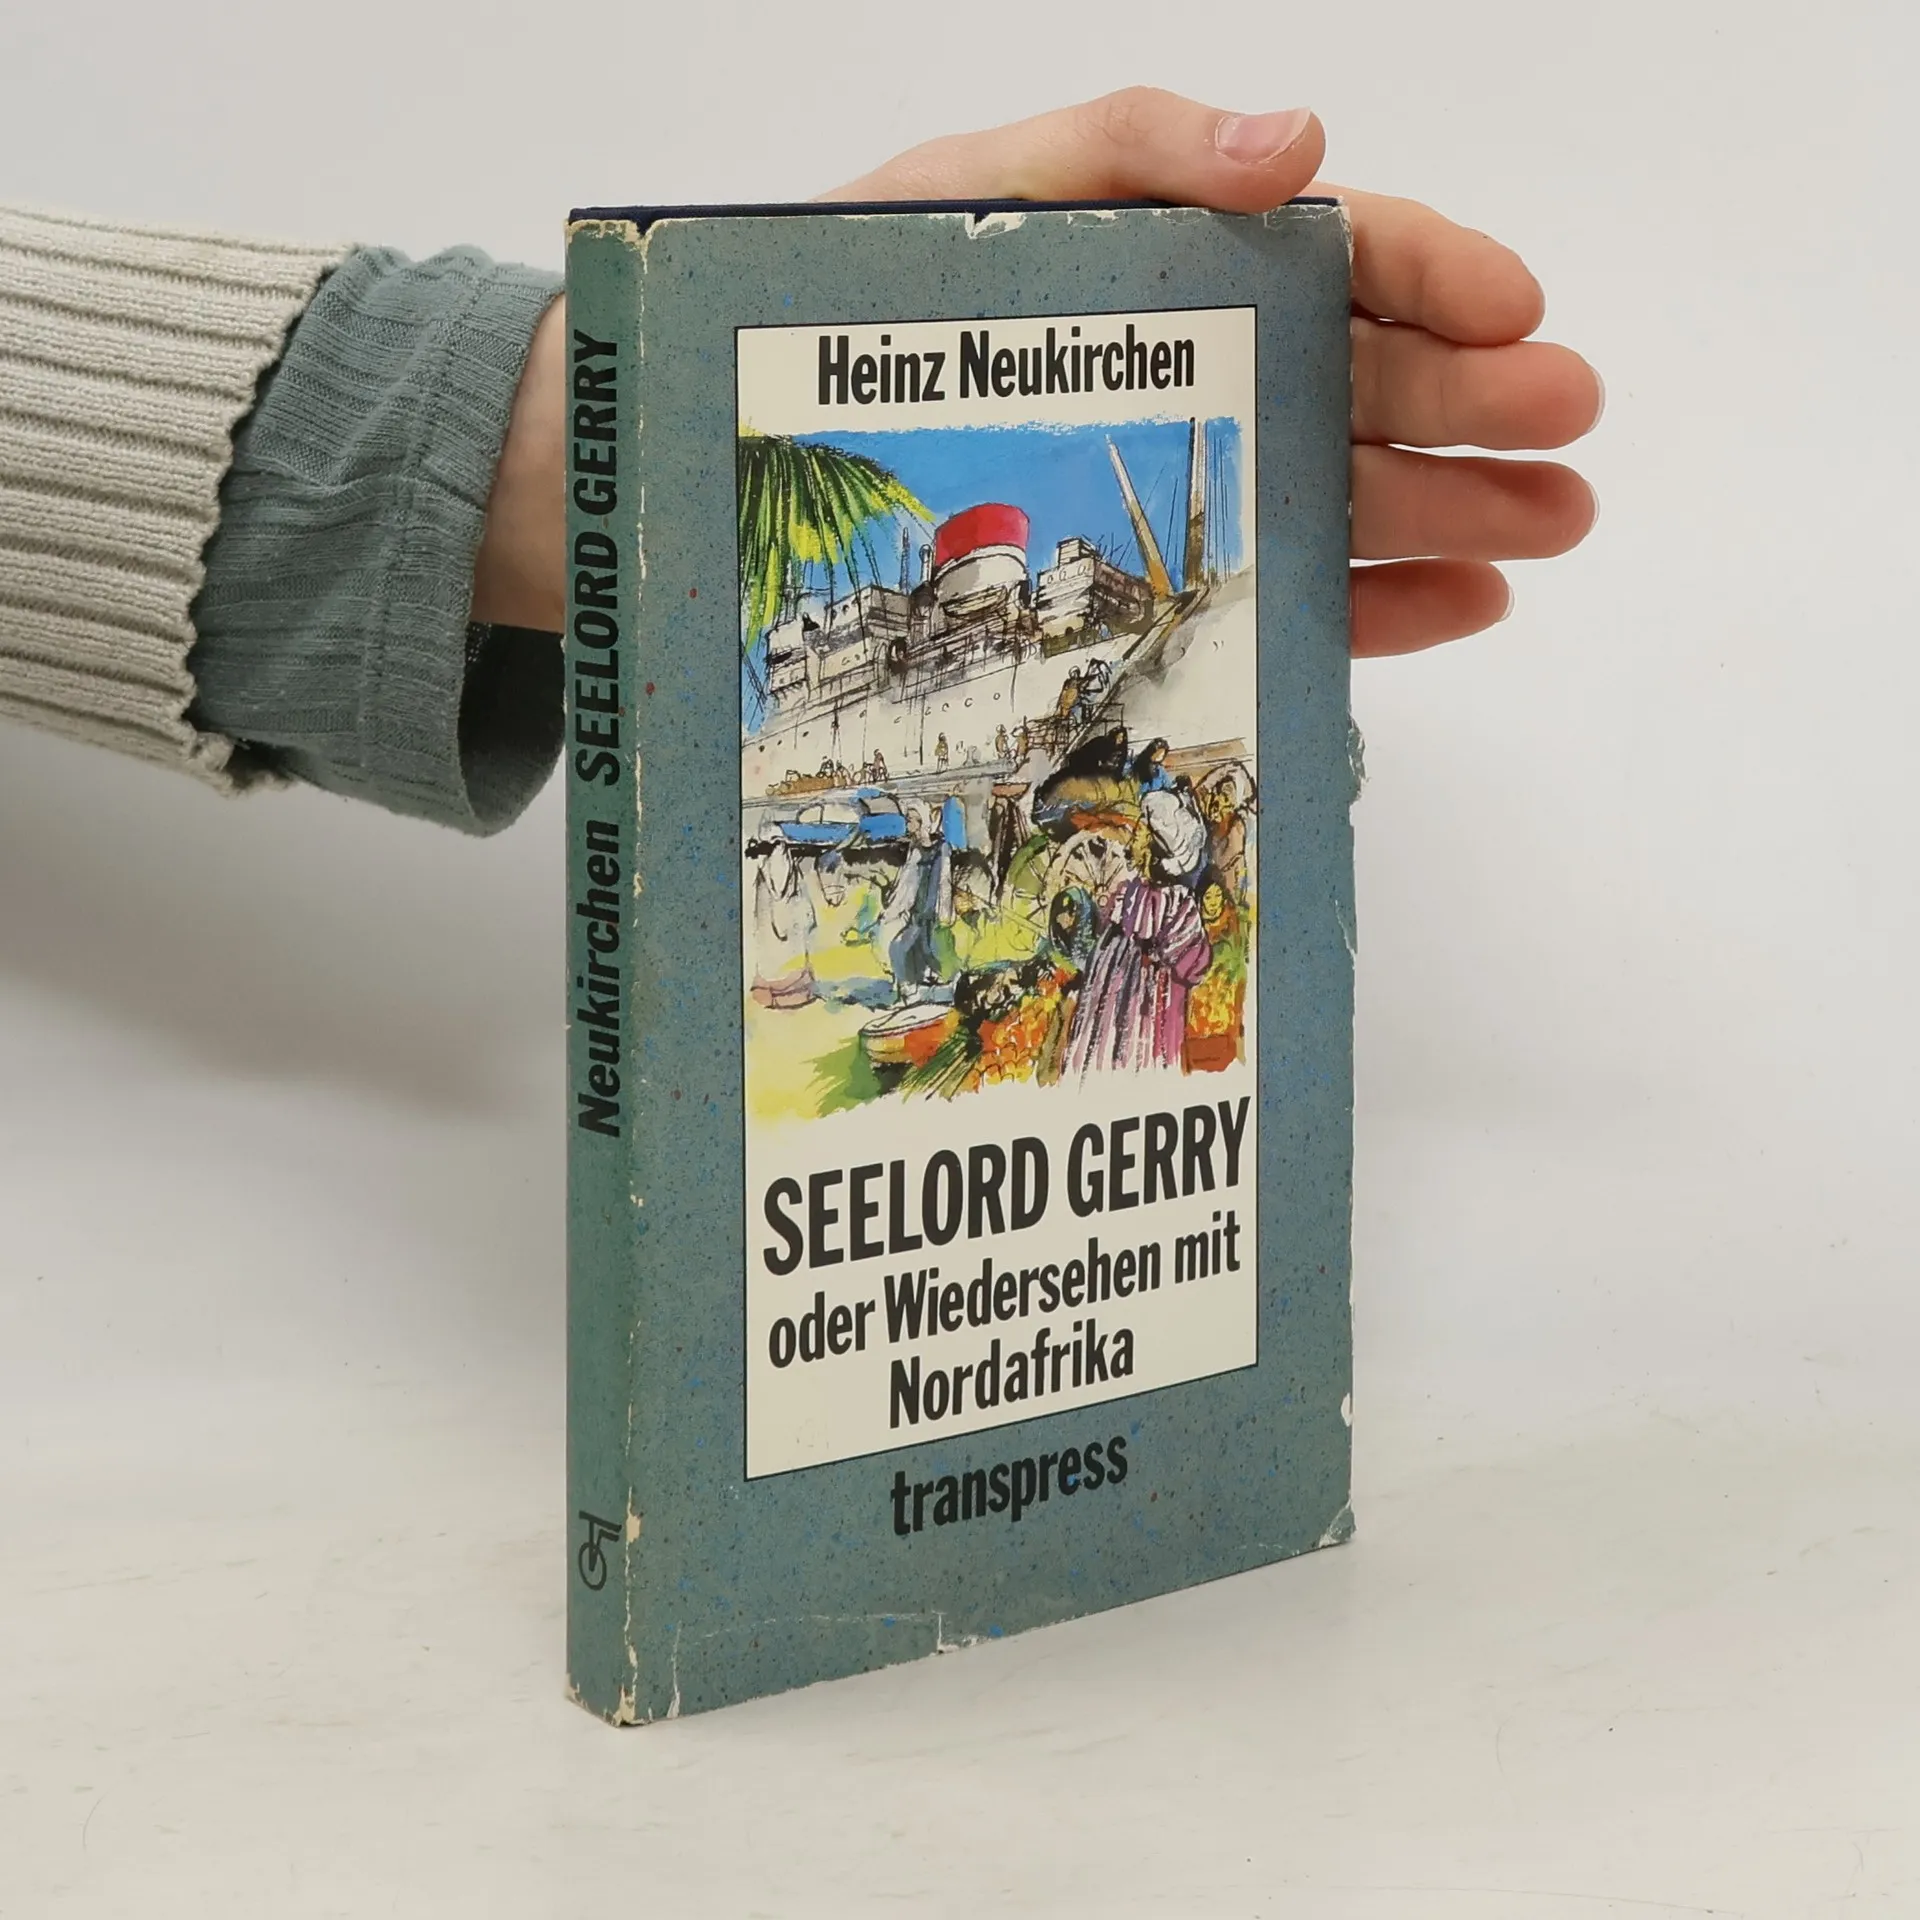 Neukirchen SEELORD GERRY
Heinz Neukirchen
SEELORD GERRY
oder Wiedersehen mit
Nordafrika
transpress